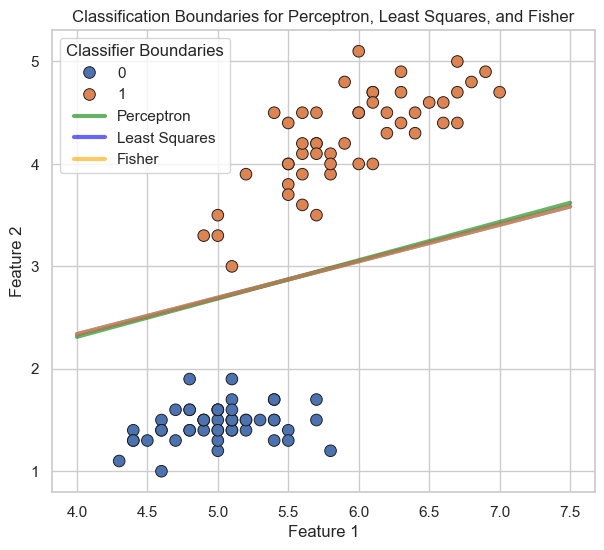 Classification Boundaries for Perceptron, Least Squares, and Fisher
Classifier Boundaries
0
1
Perceptron
Least Squares
Fisher
Feature 2
5
4
3
2
1
4.0 4.5 5.0 5.5 6.0 6.5 7.0 7.5
Feature 1